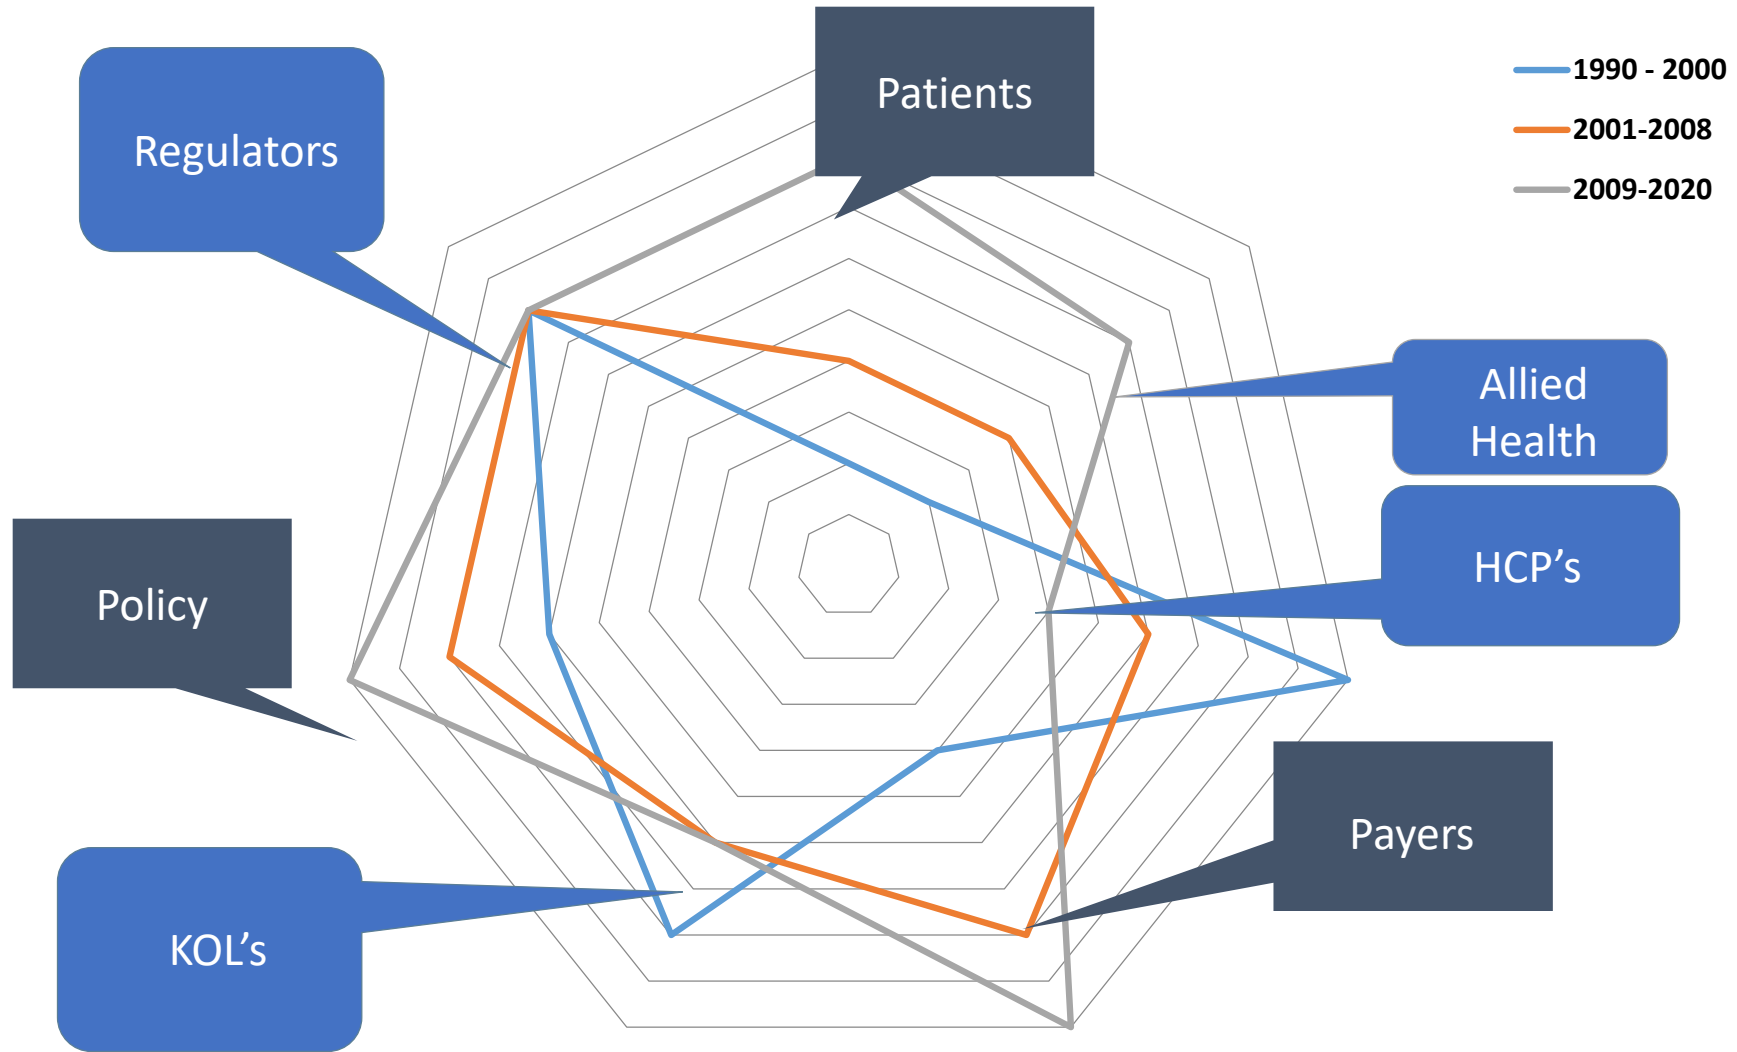 Patients
1990 - 2000
2001-2008
2009-2020
Regulators
Allied
Health
HCP's
Policy
Payers
KOL's